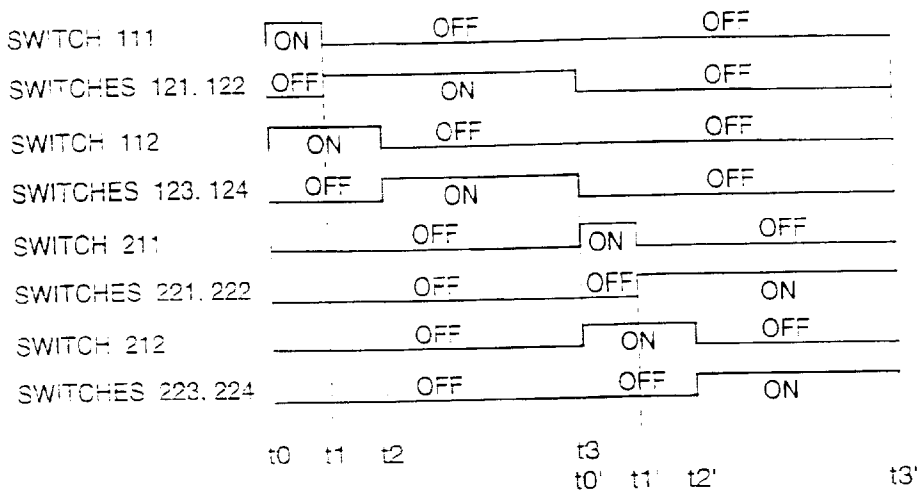 SWITCH 111 ON OFF OFF
SWITCHES 121. 122 OFF ON OFF
SWITCH 112 ON OFF OFF
SWITCHES 123. 124 OFF ON OFF
SWITCH 211 OFF ON OFF
SWITCHES 221. 222 OFF OFF ON
SWITCH 212 OFF ON OFF
SWITCHES 223. 224 OFF OFF ON
t0 t1 t2 t3
t0' t1' t2' t3'